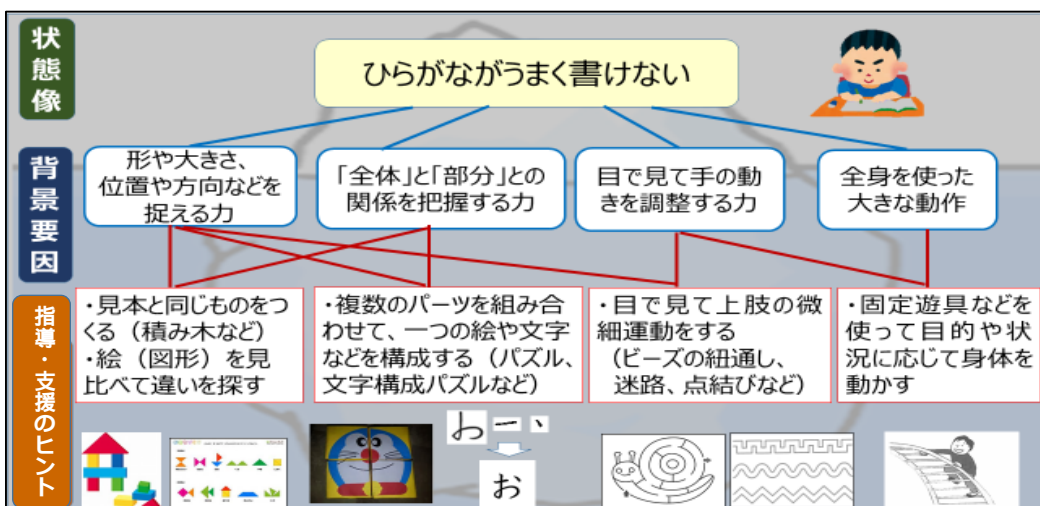 状態像
ひらがながうまく書けない
背景要因
形や大きさ、
位置や方向などを
捉える力
「全体」と「部分」との
関係を把握する力
目で見て手の動
きを調整する力
全身を使った
大きな動作
指導・支援のヒント
・見本と同じものをつ
くる（積み木など）
・絵（図形）を見
比べて違いを探す
・複数のパーツを組み合
わせて、一つの絵や文字
などを構成する（パズル、
文字構成パズルなど）
・目で見て上肢の微
細運動をする
（ビーズの紐通し、
迷路、点結びなど）
・固定遊具などを
使って目的や状
況に応じて身体を
動かす
お